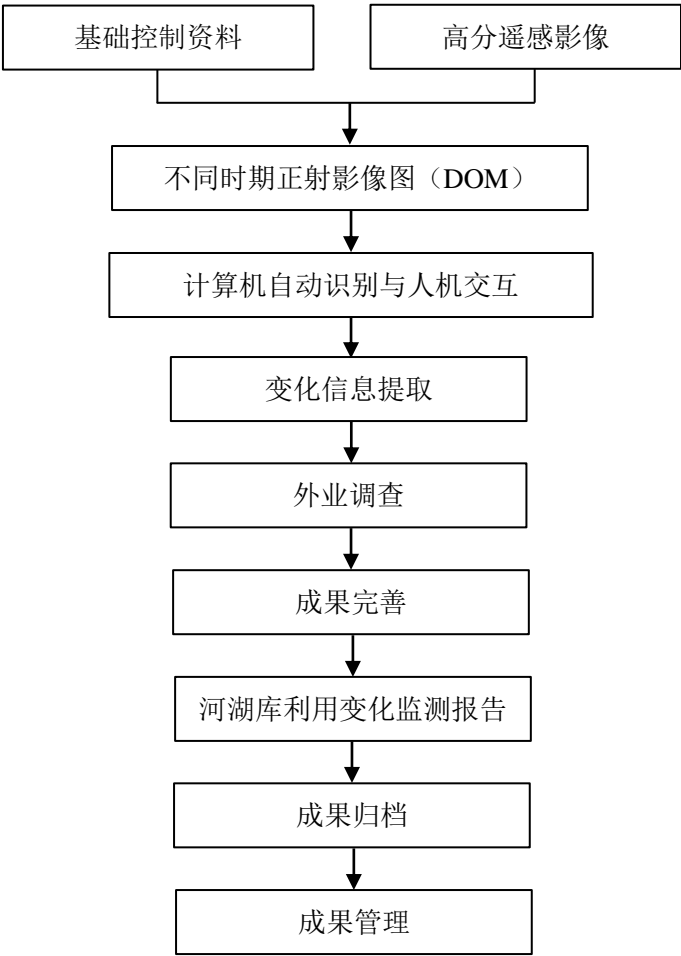 基础控制资料
高分遥感影像
不同时期正射影像图（DOM）
计算机自动识别与人机交互
变化信息提取
外业调查
成果完善
河湖库利用变化监测报告
成果归档
成果管理